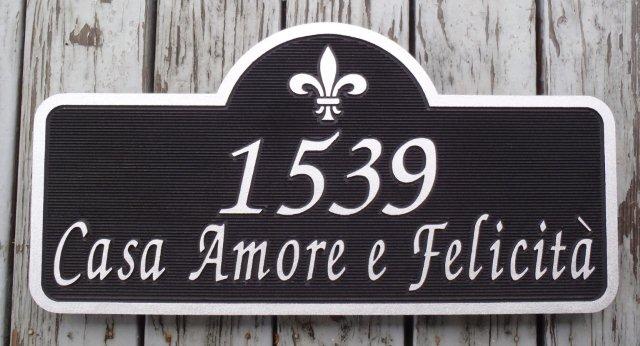 1539
Casa Amore e Felicità